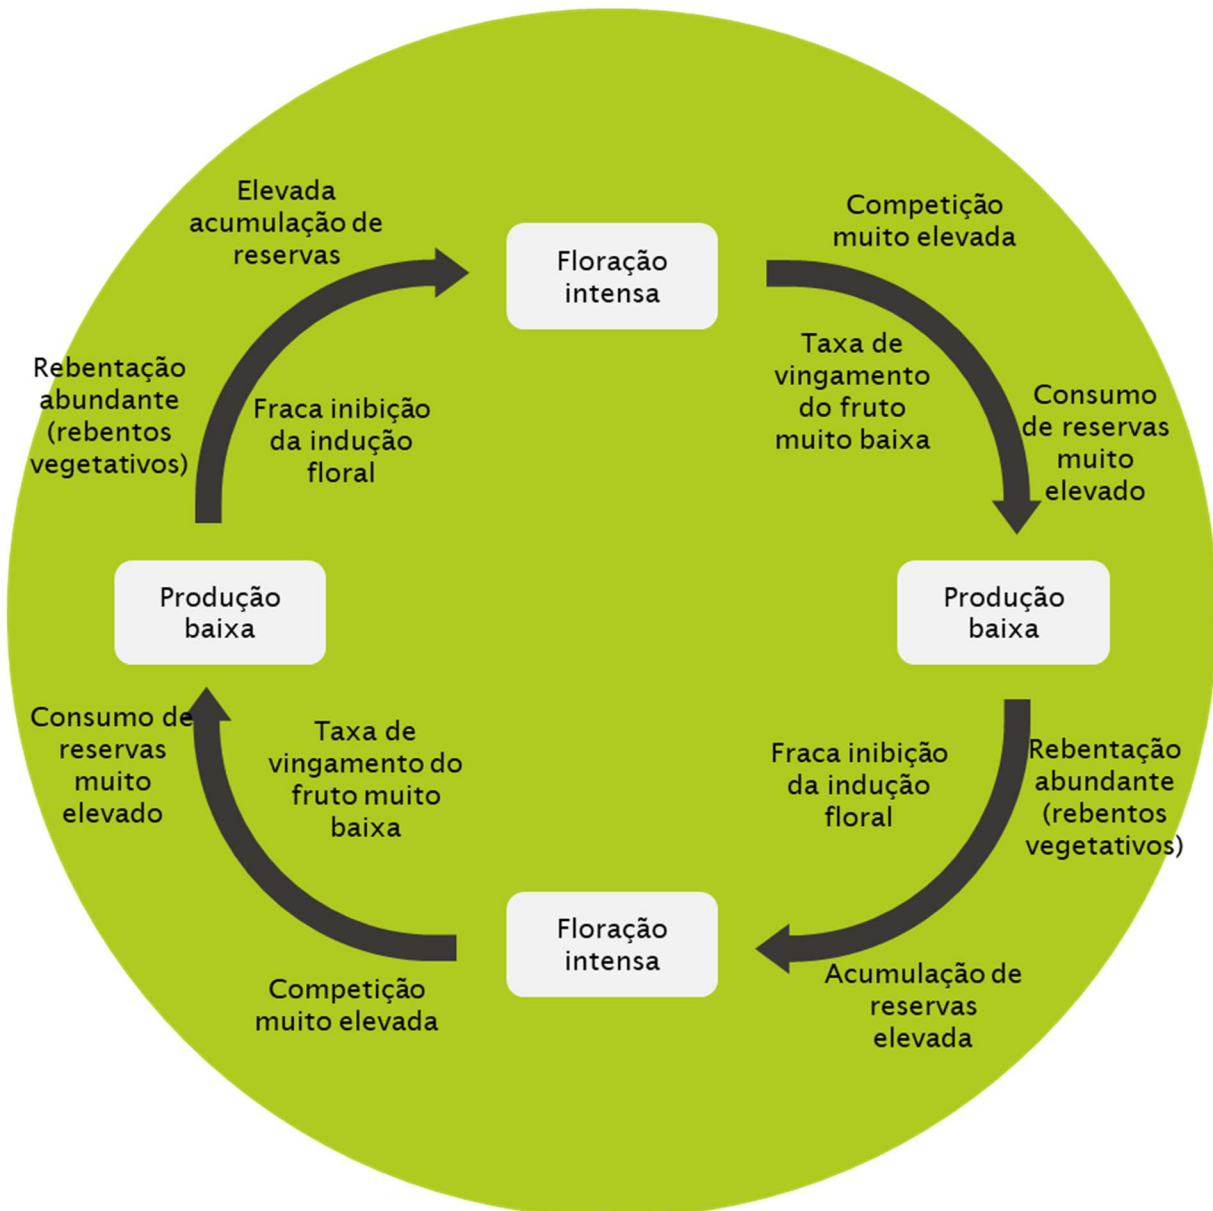 Elevada
acumulação de
reservas
Floração
intensa
Competição
muito elevada
Taxa de
vingamento
do fruto
muito baixa
Consumo
de reservas
muito
elevado
Produção
baixa
Fraca inibição
da indução
floral
Rebentação
abundante
(rebentos
vegetativos)
Acumulação de
reservas
elevada
Floração
intensa
Competição
muito elevada
Taxa de
vingamento do
fruto muito
baixa
Consumo de
reservas
muito
elevado
Produção
baixa
Rebentação
abundante
(rebentos
vegetativos)
Fraca inibição
da indução
floral